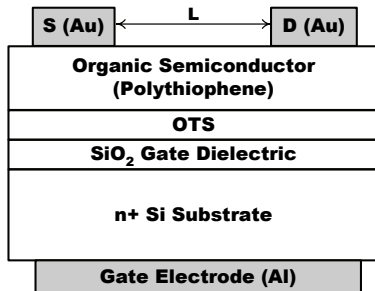 S (Au) L D (Au)
Organic Semiconductor
(Polythiophene)
OTS
SiO₂ Gate Dielectric
n+ Si Substrate
Gate Electrode (Al)